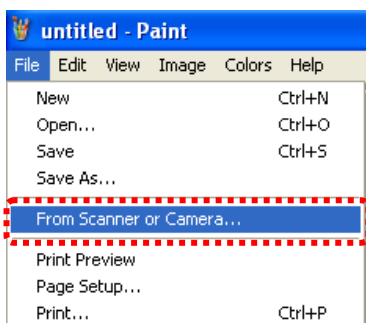 untitled - Paint
File Edit View Image Colors Help
New Ctrl+N
Open... Ctrl+O
Save Ctrl+S
Save As...
From Scanner or Camera...
Print Preview
Page Setup...
Print... Ctrl+P